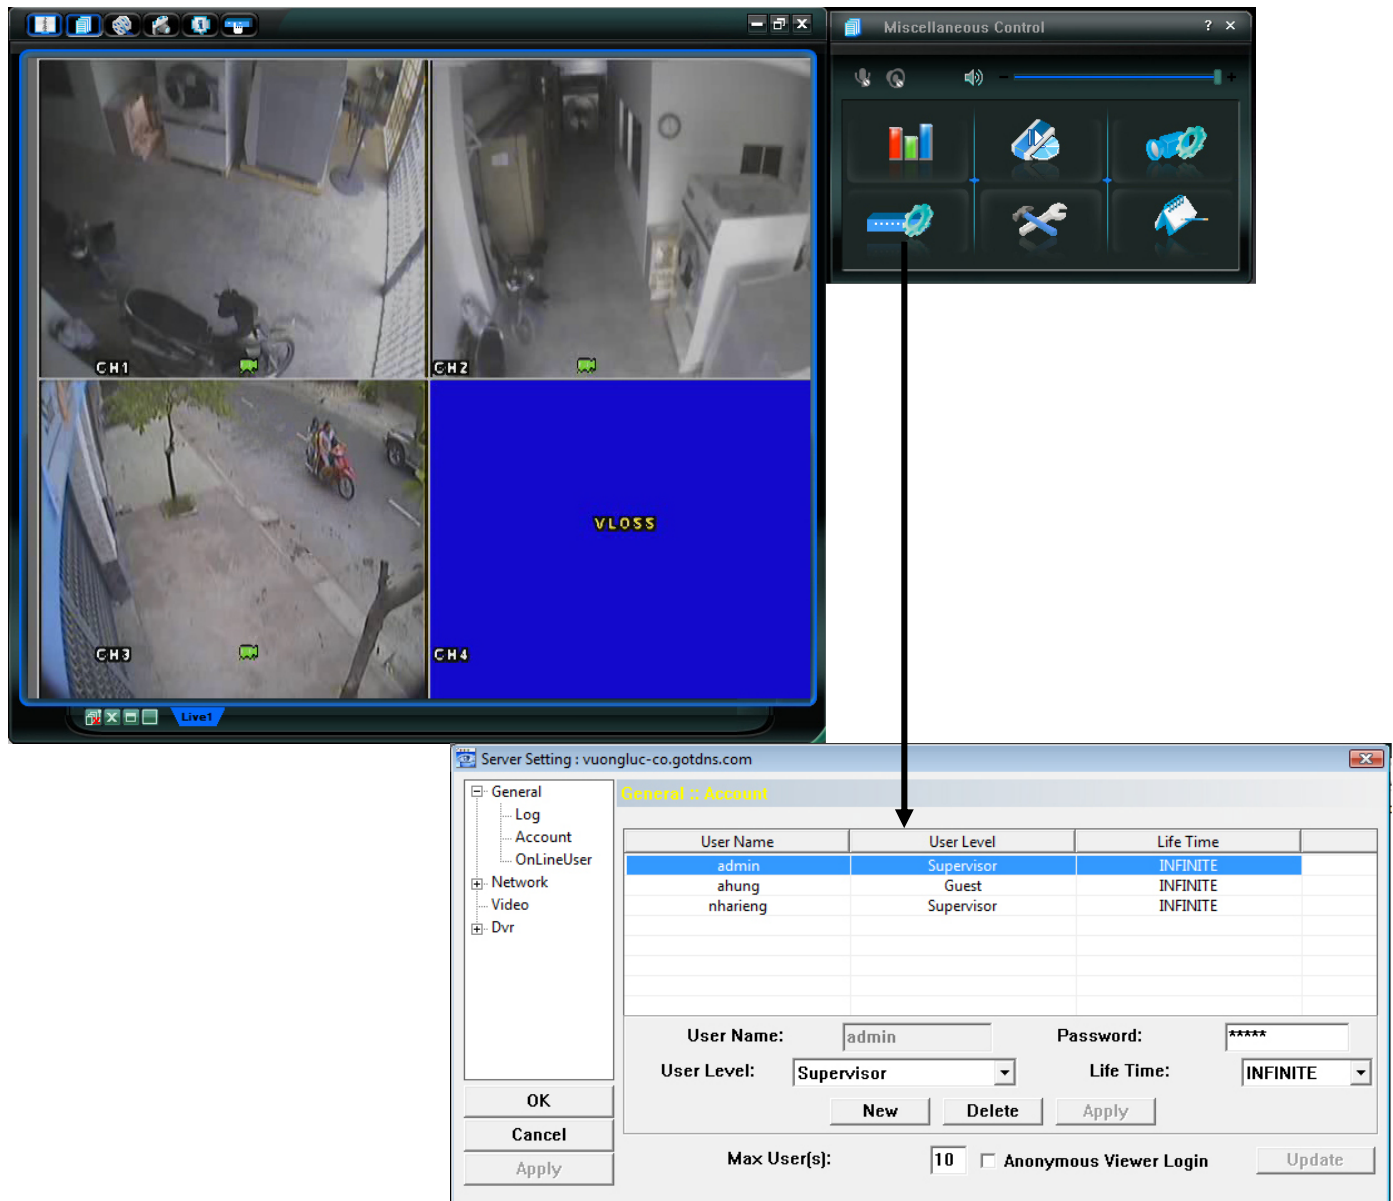 Miscellaneous Control
? ×
- +
CH1
CH2
VLOSS
CH3
CH4
Live1
Server Setting : vuongluc-co.gotdns.com
General
Log
Account
OnLineUser
Network
Video
Dvr
General :: Account
User Name User Level Life Time
admin Supervisor INFINITE
ahung Guest INFINITE
nharieng Supervisor INFINITE
User Name: admin Password: *****
User Level: Supervisor Life Time: INFINITE
New Delete Apply
OK
Cancel
Apply
Max User(s): 10 Anonymous Viewer Login Update